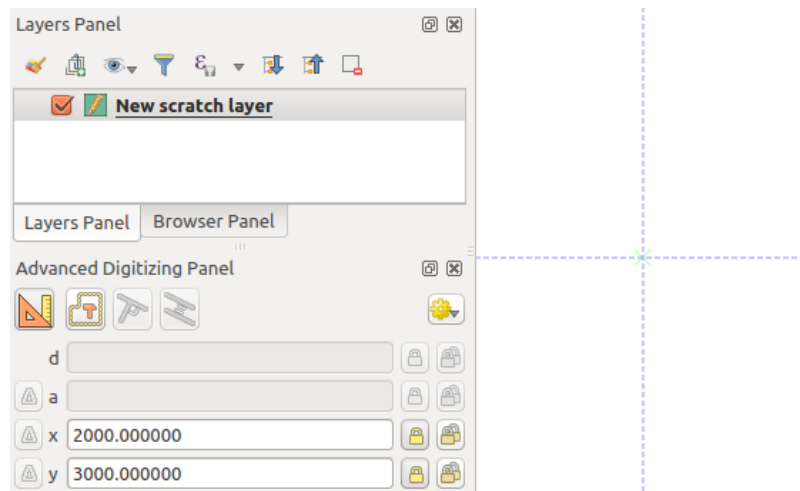 Layers Panel
New scratch layer
Layers Panel
Browser Panel
Advanced Digitizing Panel
d
a
x 2000.000000
y 3000.000000